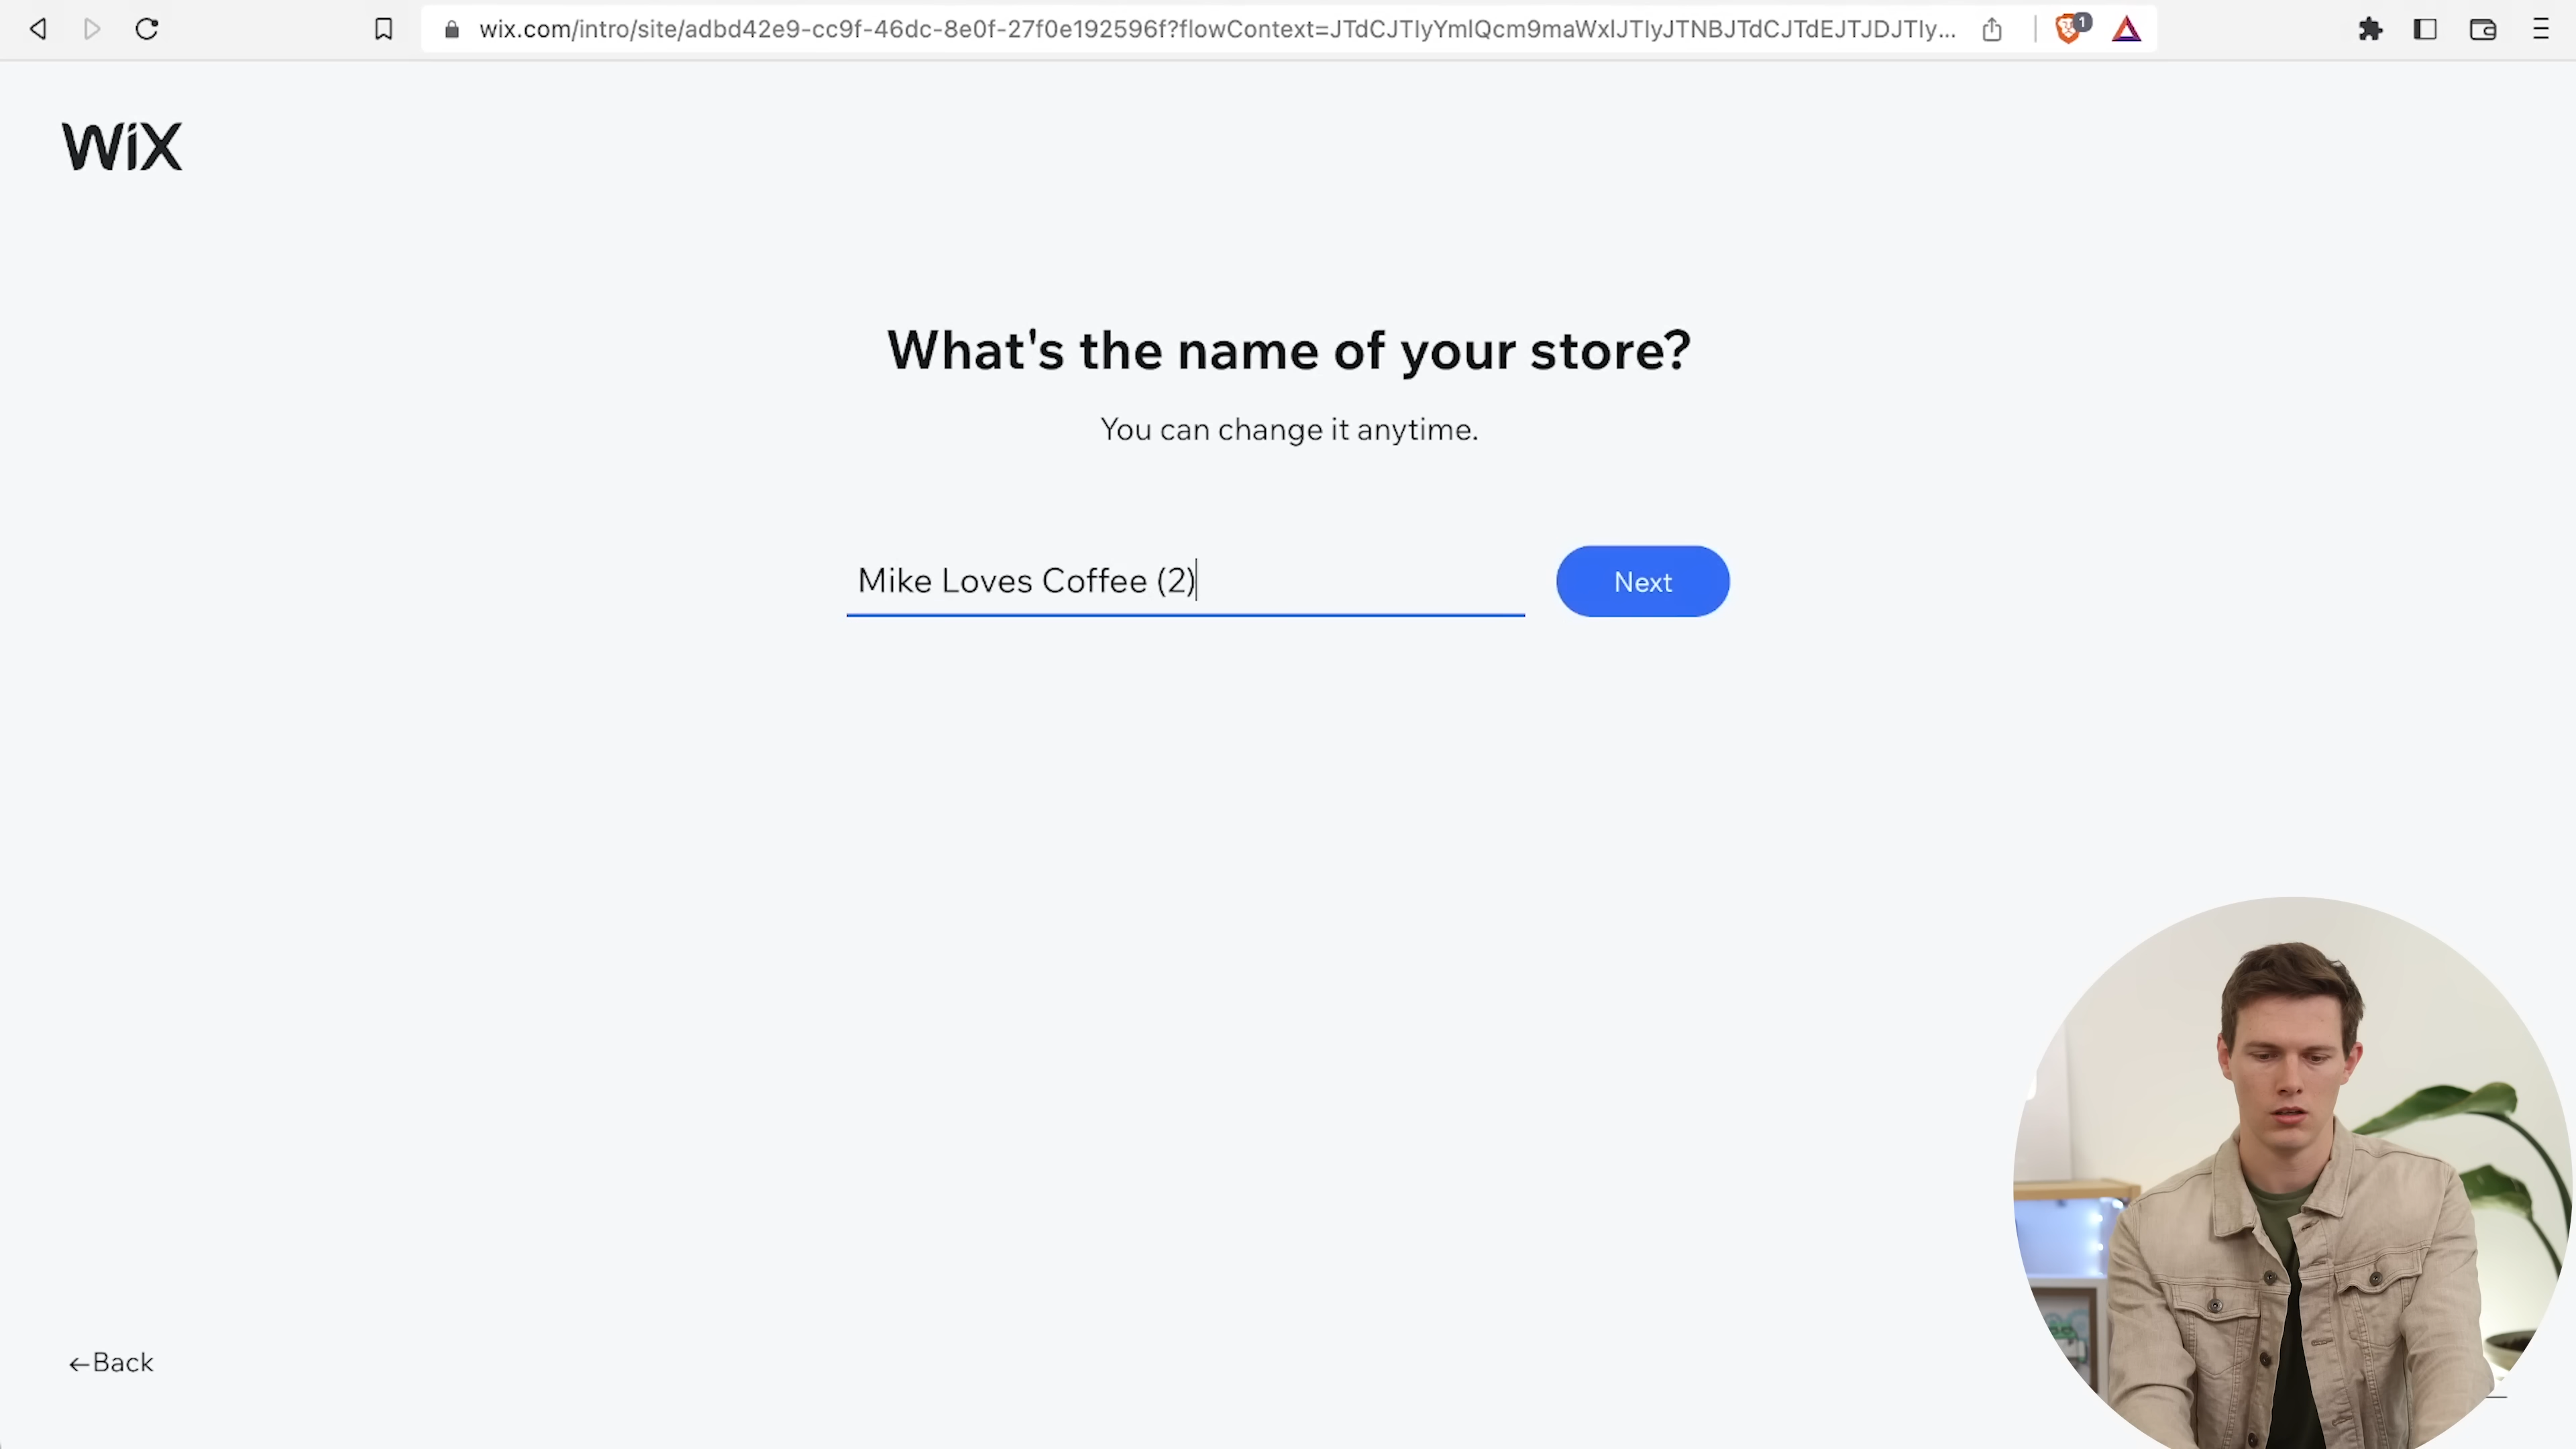 wix.com/intro/site/adbd42e9-cc9f-46dc-8e0f-27f0e192596f?flowContext=JTdCJTIyYmlQcm9maWxlJTIyJTNBJTdCJTdEJTJDJTIy...
1
WiX
What's the name of your store?
You can change it anytime.
Mike Loves Coffee (2)
Next
←Back